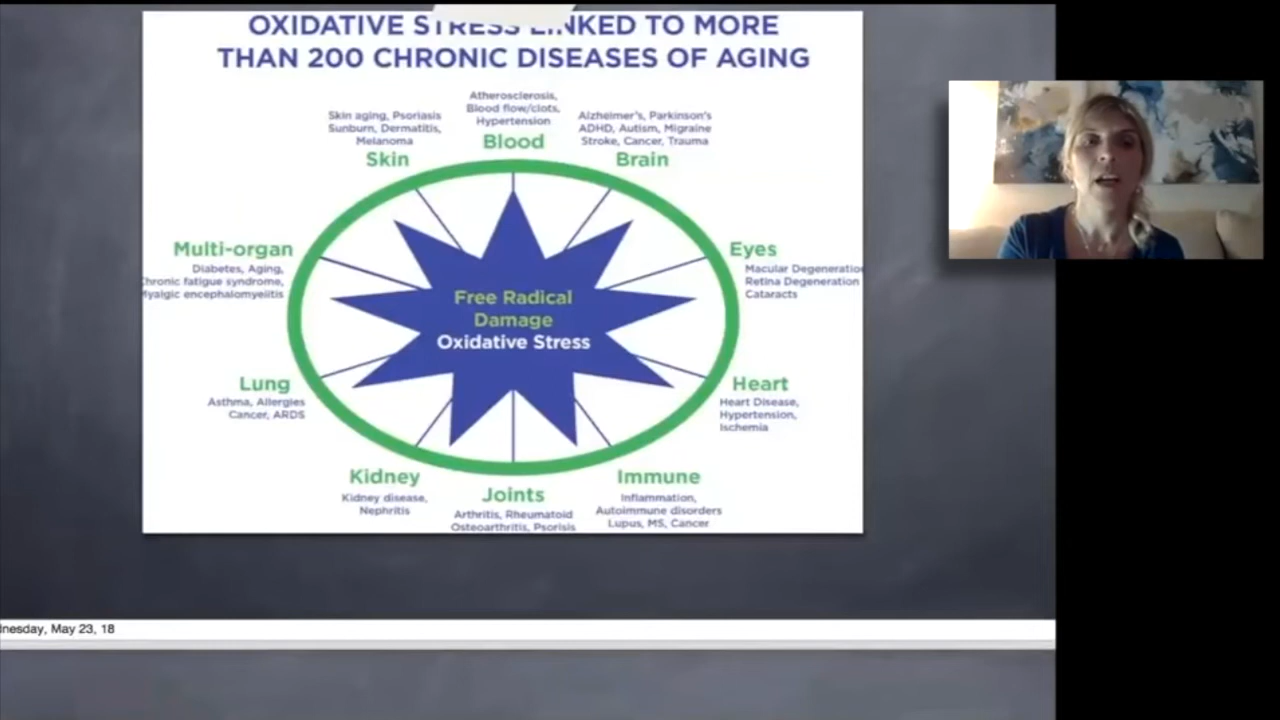 OXIDATIVE STRESS LINKED TO MORE
THAN 200 CHRONIC DISEASES OF AGING
Atherosclerosis,
Blood flow/clots,
Hypertension
Blood
Skin aging, Psoriasis
Sunburn, Dermatitis,
Melanoma
Skin
Alzheimer's, Parkinson's
ADHD, Autism, Migraine
Stroke, Cancer, Trauma
Brain
Multi-organ
Diabetes, Aging,
Chronic fatigue syndrome,
Myalgic encephalomyeiitis
Eyes
Macular Degeneratio
Retina Degeneration
Cataracts
Free Radical
Damage
Oxidative Stress
Lung
Asthma, Allergies
Cancer, ARDS
Heart
Heart Disease,
Hypertension,
Ischemia
Kidney
Kidney disease,
Nephritis
Joints
Arthritis, Rheumatoid
Osteoarthritis, Psorisis
Immune
Inflammation,
Autoimmune disorders
Lupus, MS, Cancer
nesday, May 23, 18